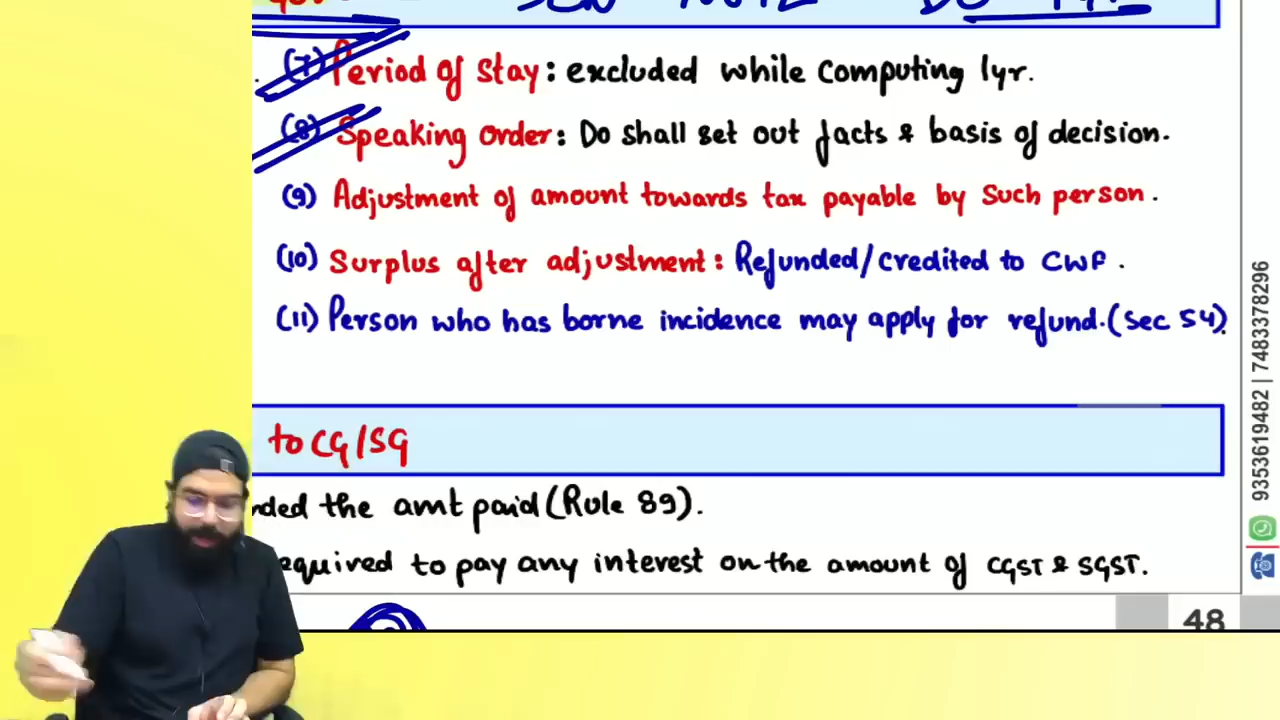 (7) Period of Stay: excluded while Computing 1yr.
(8) Speaking Order: Do shall set out facts & basis of decision.
(9) Adjustment of amount towards tax payable by Such person.
(10) Surplus after adjustment: Refunded/credited to CWF.
(11) Person who has borne incidence may apply for refund.(Sec 54).
to CG/SG
nded the amt paid (Rule 89).
equired to pay any interest on the amount of CGST & SGST.
48
9353619482 | 7483378296